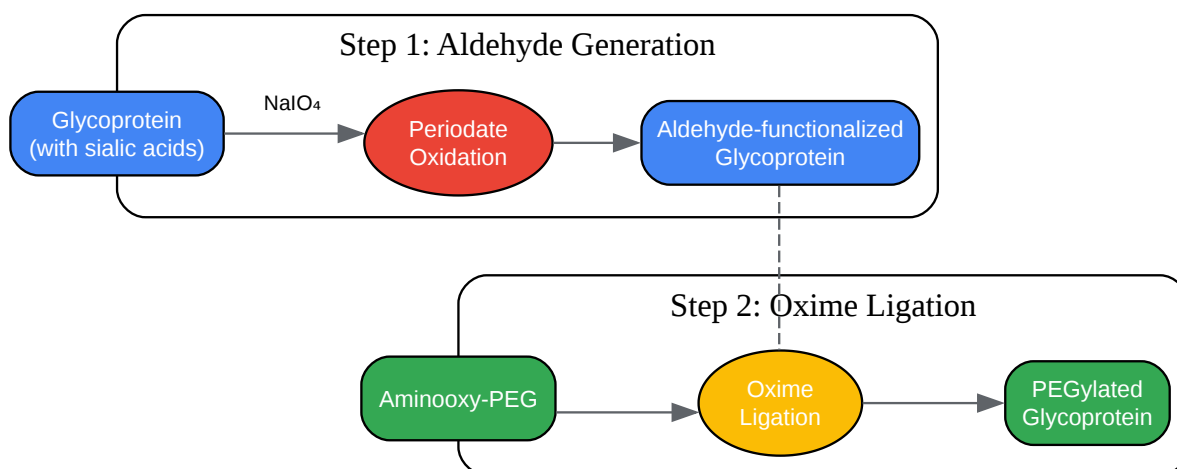 Step 1: Aldehyde Generation
NaIO₄
Glycoprotein
(with sialic acids)
Periodate
Oxidation
Aldehyde-functionalized
Glycoprotein
Step 2: Oxime Ligation
Aminooxy-PEG
Oxime
Ligation
PEGylated
Glycoprotein